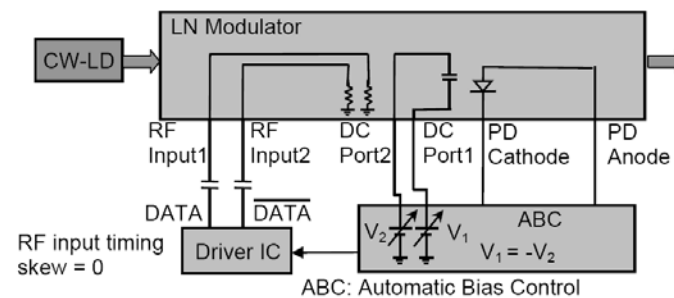 LN Modulator
CW-LD
RF Input1
RF Input2
DC Port2
DC Port1
PD Cathode
PD Anode
DATA
D̅A̅T̅A̅
RF input timing
skew = 0
Driver IC
V₂
V₁
ABC
V₁ = -V₂
ABC: Automatic Bias Control